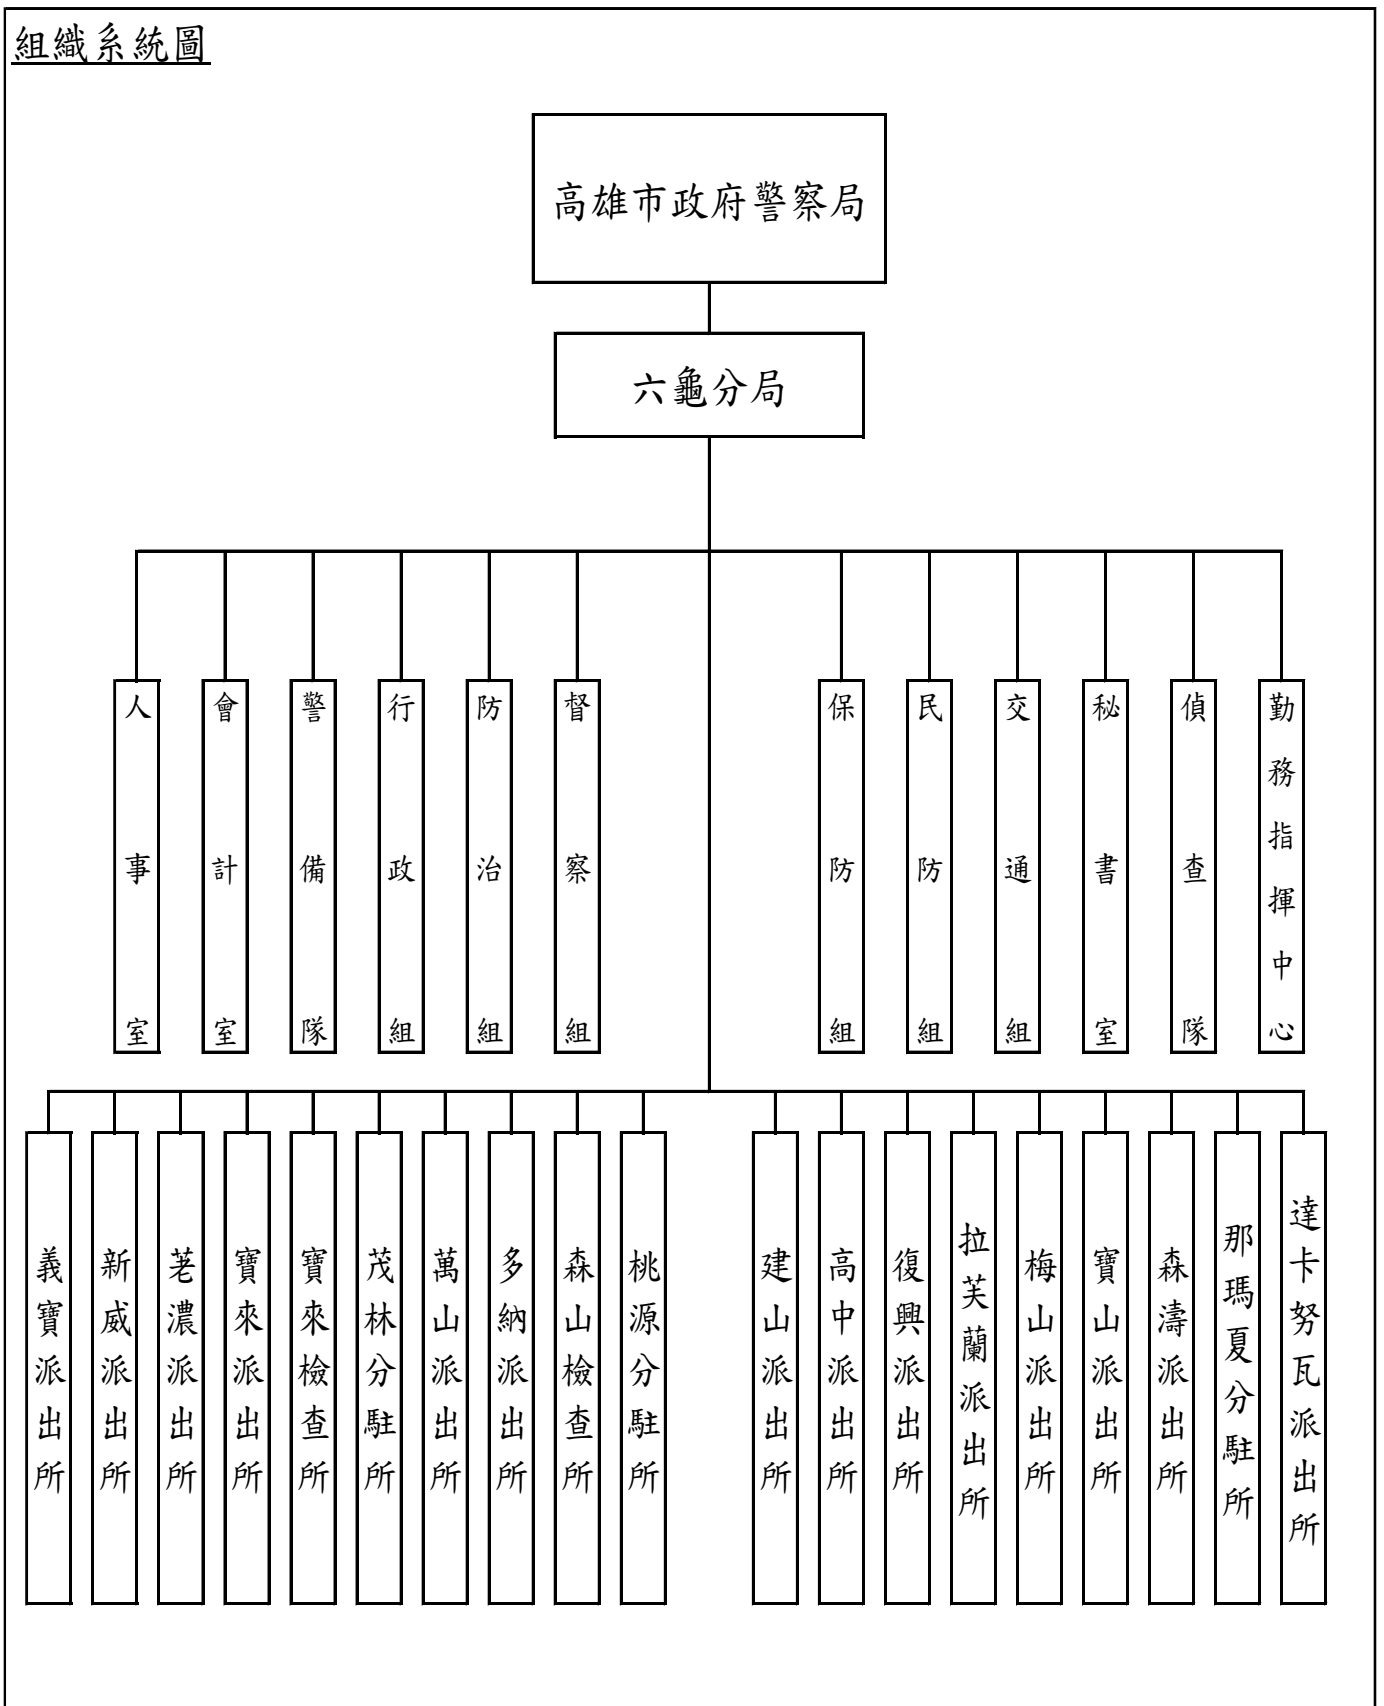 組織系統圖
高雄市政府警察局
六龜分局
人事室
會計室
警備隊
行政組
防治組
督察組
保防組
民防組
交通組
秘書室
偵查隊
勤務指揮中心
義寶派出所
新威派出所
荖濃派出所
寶來派出所
寶來檢查所
茂林分駐所
萬山派出所
多納派出所
森山檢查所
桃源分駐所
建山派出所
高中派出所
復興派出所
拉芙蘭派出所
梅山派出所
寶山派出所
森濤派出所
那瑪夏分駐所
達卡努瓦派出所